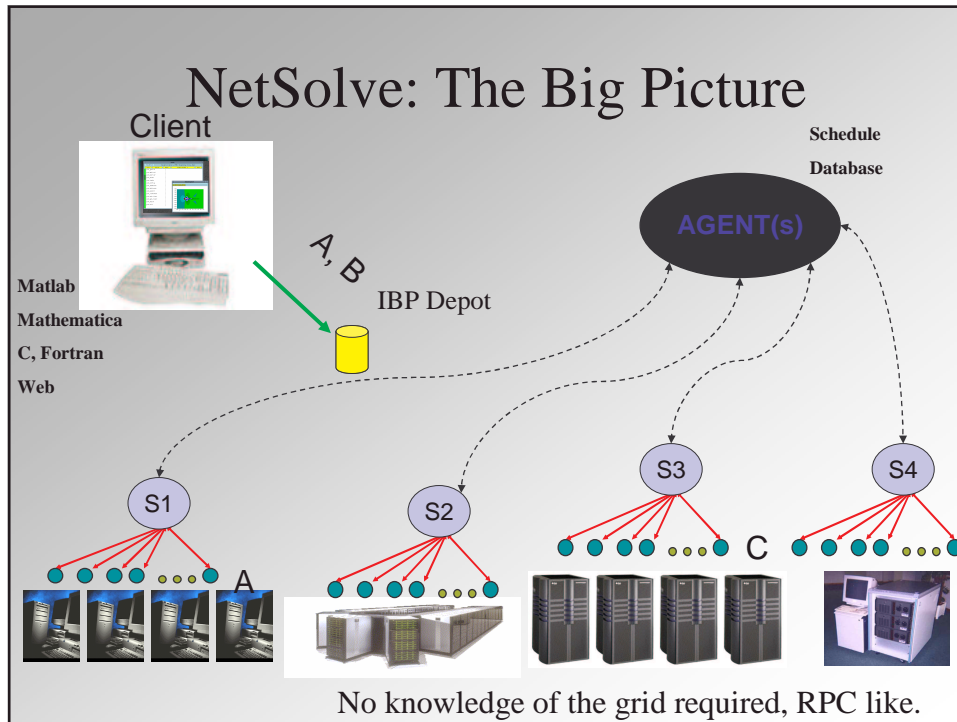 NetSolve: The Big Picture
Client
Schedule
Database
AGENT(s)
A, B
IBP Depot
Matlab
Mathematica
C, Fortran
Web
S1
S2
S3
S4
A
C
No knowledge of the grid required, RPC like.